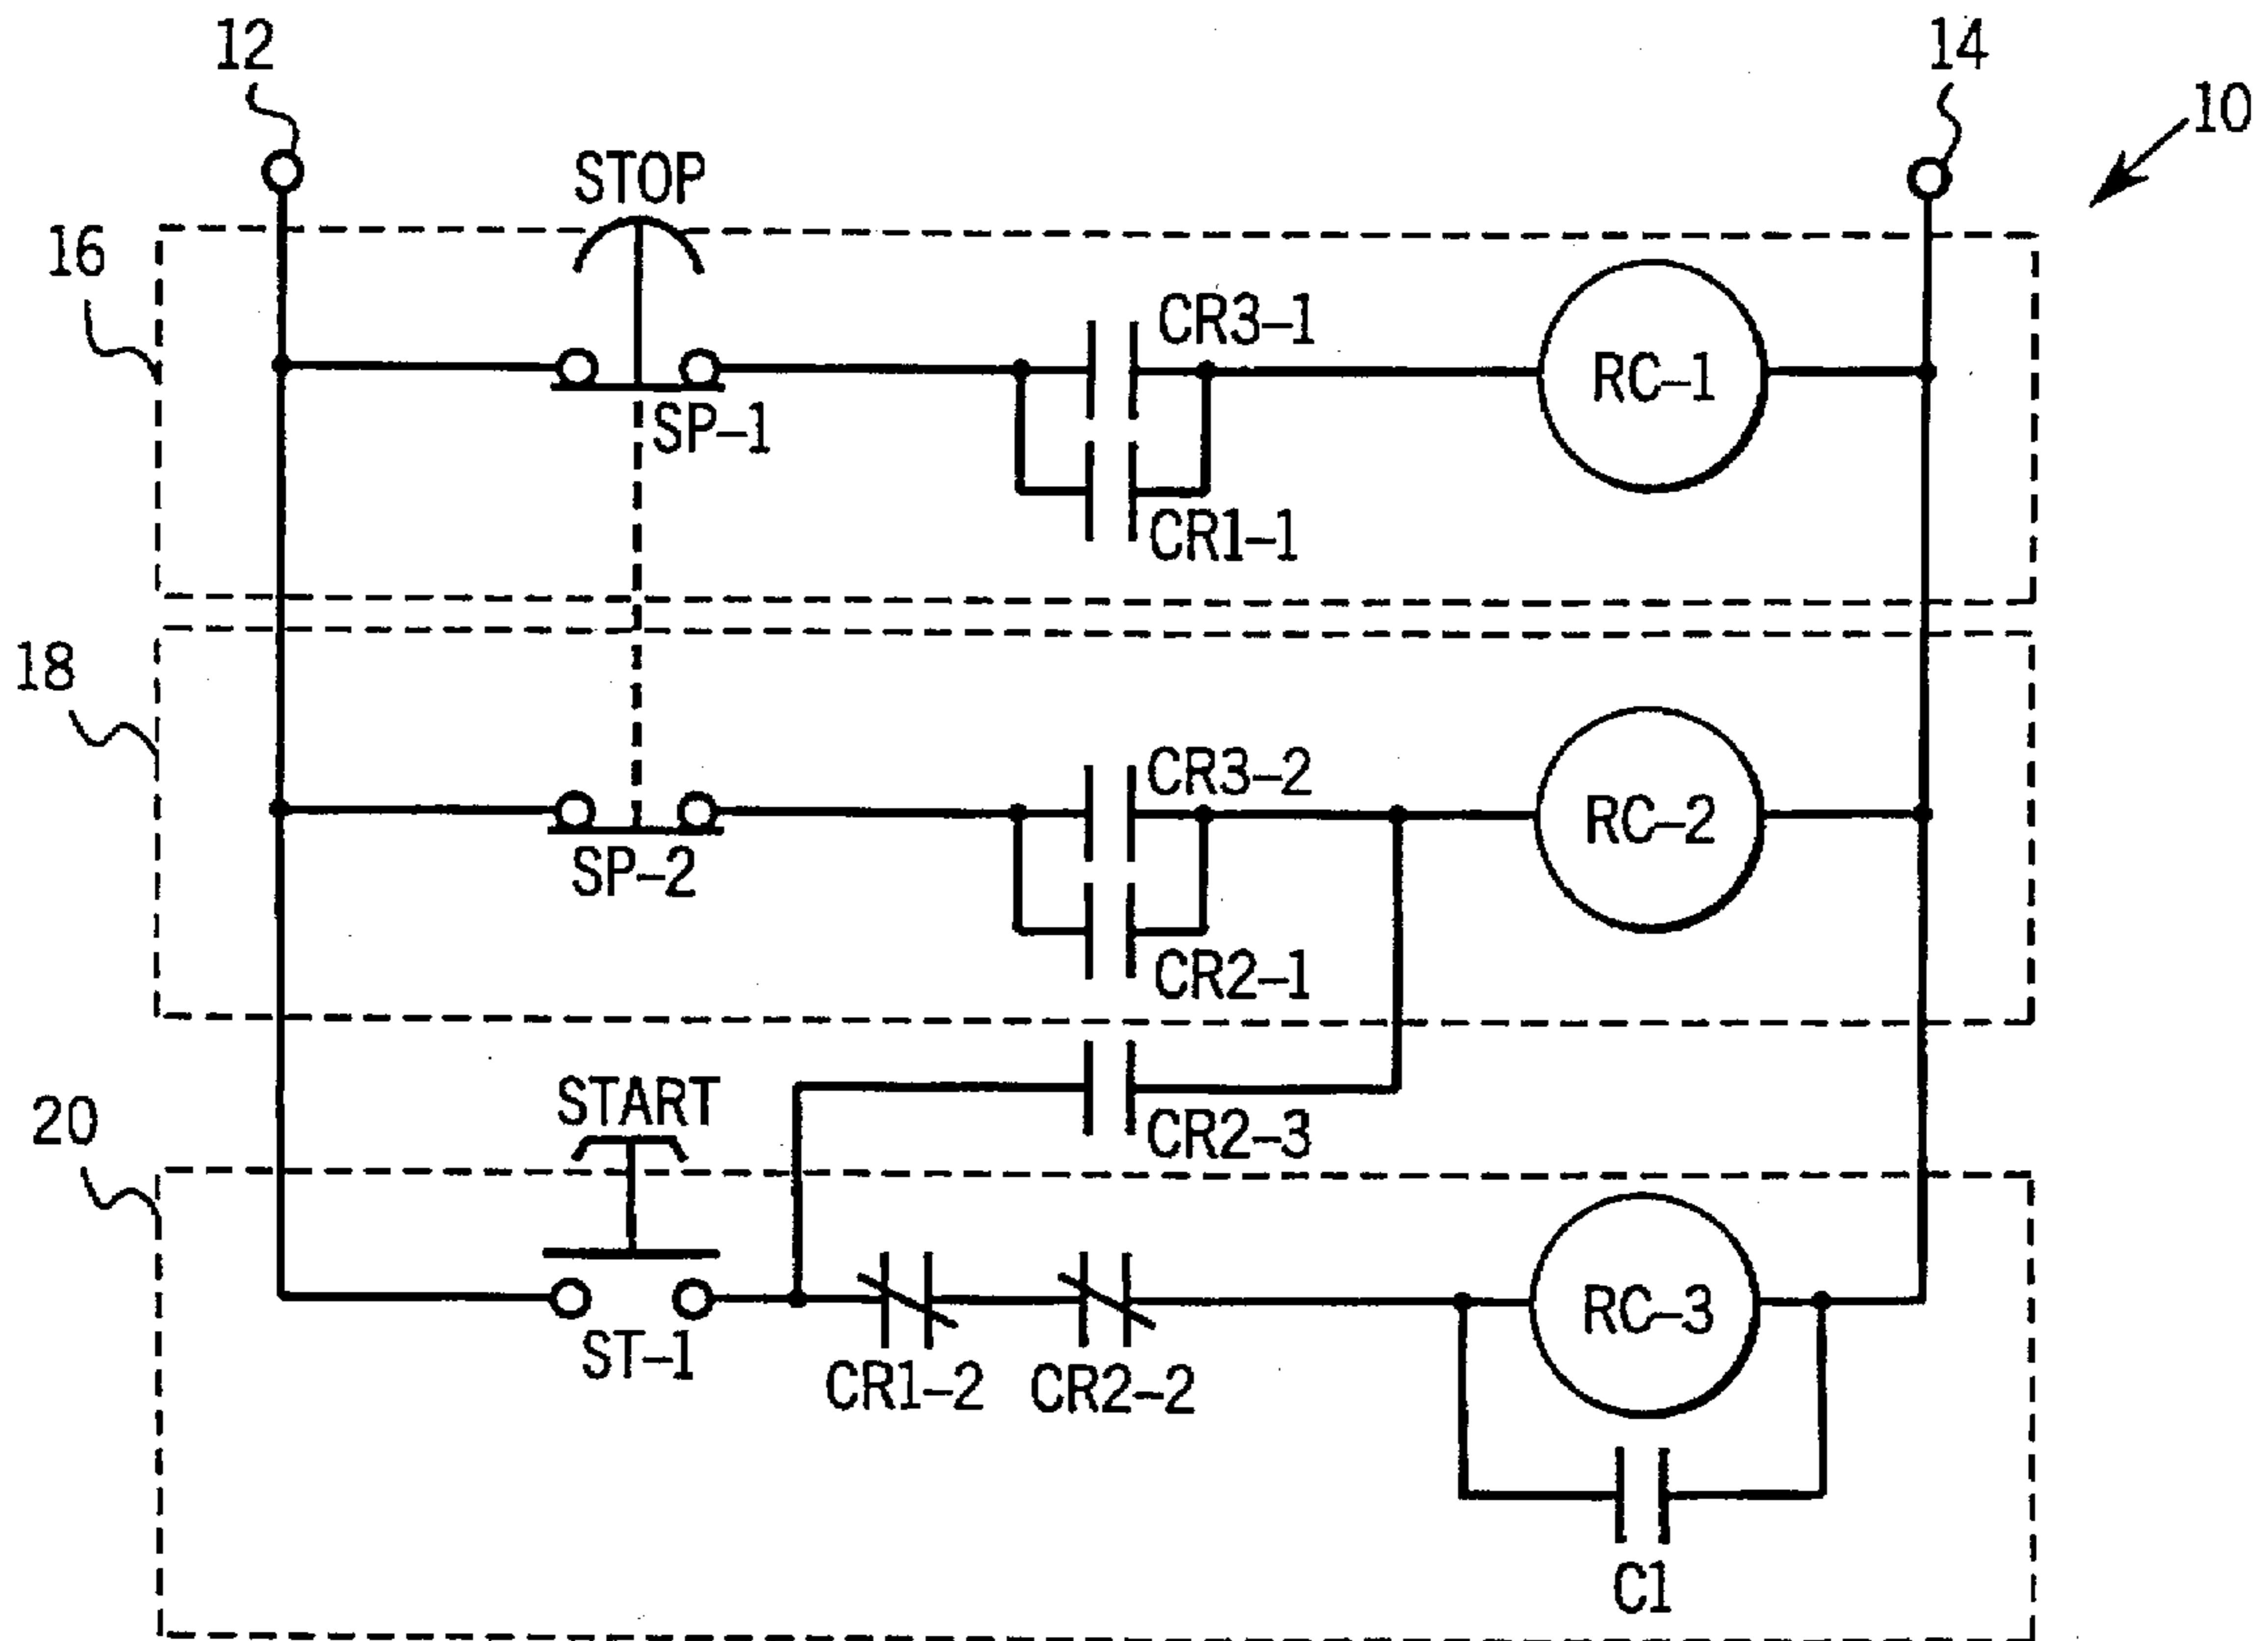 12
14
10
STOP
16
CR3-1
RC-1
SP-1
CR1-1
18
CR3-2
RC-2
SP-2
CR2-1
START
20
CR2-3
RC-3
ST-1
CR1-2
CR2-2
C1